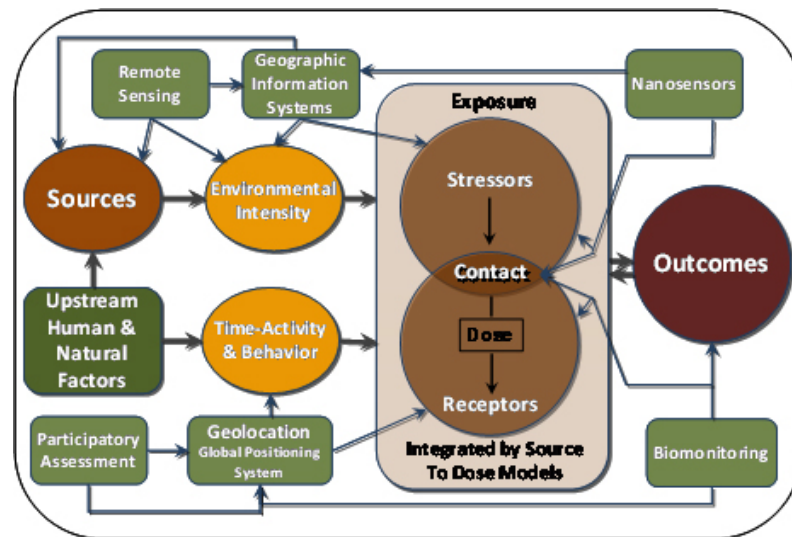 Remote
Sensing
Geographic
Information
Systems
Nanosensors
Exposure
Sources
Environmental
Intensity
Stressors
Contact
Outcomes
Upstream
Human &
Natural
Factors
Time-Activity
& Behavior
Dose
Receptors
Participatory
Assessment
Geolocation
Global Positioning
System
Integrated by Source
To Dose Models
Biomonitoring